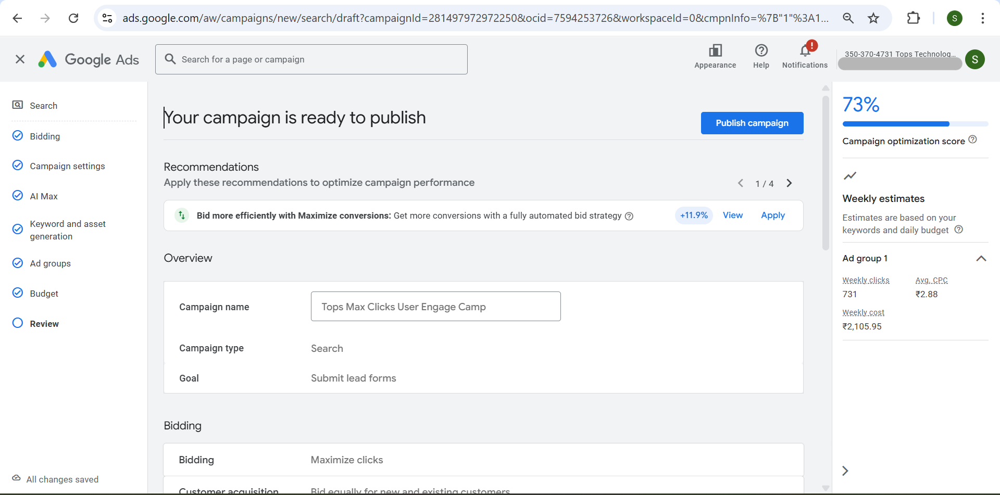 ads.google.com/aw/campaigns/new/search/draft?campaignId=281497972972250&ocid=7594253726&workspaceId=0&cmpnInfo=%7B"1"%3A1...
S
Google Ads
Search for a page or campaign
Appearance
Help
!
Notifications
350-370-4731 Tops Technolog...
S
Search
Bidding
Campaign settings
AI Max
Keyword and asset
generation
Ad groups
Budget
Review
All changes saved
Your campaign is ready to publish
Publish campaign
Recommendations
Apply these recommendations to optimize campaign performance
1 / 4
Bid more efficiently with Maximize conversions: Get more conversions with a fully automated bid strategy
+11.9%
View
Apply
Overview
Campaign name
Tops Max Clicks User Engage Camp
Campaign type
Search
Goal
Submit lead forms
Bidding
Bidding
Maximize clicks
Customer acquisition
Bid equally for new and existing customers
73%
Campaign optimization score
Weekly estimates
Estimates are based on your
keywords and daily budget
Ad group 1
Weekly clicks
Avg. CPC
731
₹2.88
Weekly cost
₹2,105.95